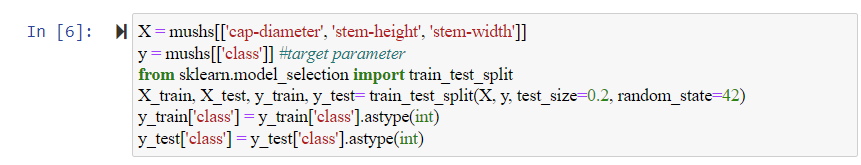 In [6]:
X = mushs[['cap-diameter', 'stem-height', 'stem-width']]
y = mushs[['class']] #target parameter
from sklearn.model_selection import train_test_split
X_train, X_test, y_train, y_test= train_test_split(X, y, test_size=0.2, random_state=42)
y_train['class'] = y_train['class'].astype(int)
y_test['class'] = y_test['class'].astype(int)